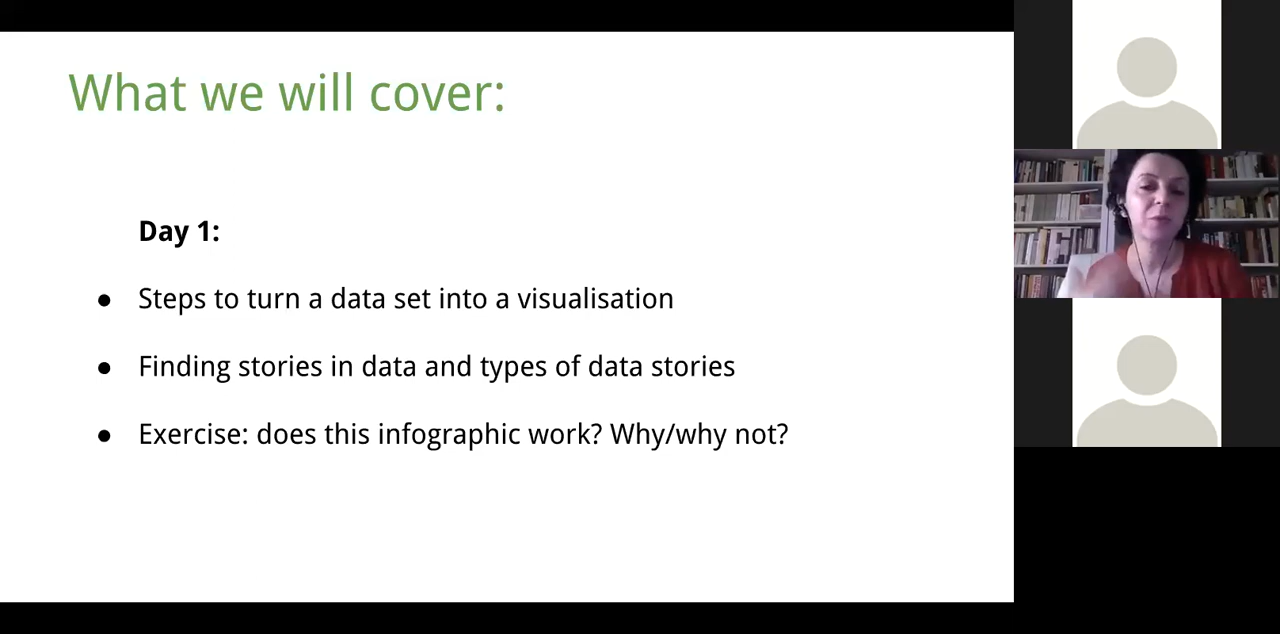 What we will cover:
Day 1:
● Steps to turn a data set into a visualisation
● Finding stories in data and types of data stories
● Exercise: does this infographic work? Why/why not?